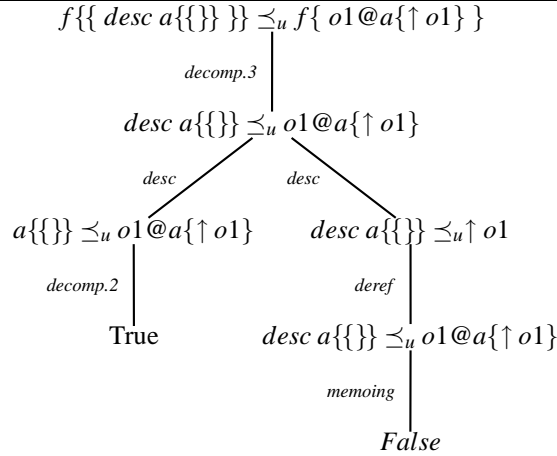 f{{ desc a{{}} }} ⪯u f{ o1@a{↑ o1} }
decomp.3
desc a{{}} ⪯u o1@a{↑ o1}
desc desc
a{{}} ⪯u o1@a{↑ o1} desc a{{}} ⪯u↑ o1
decomp.2 deref
True desc a{{}} ⪯u o1@a{↑ o1}
memoing
False